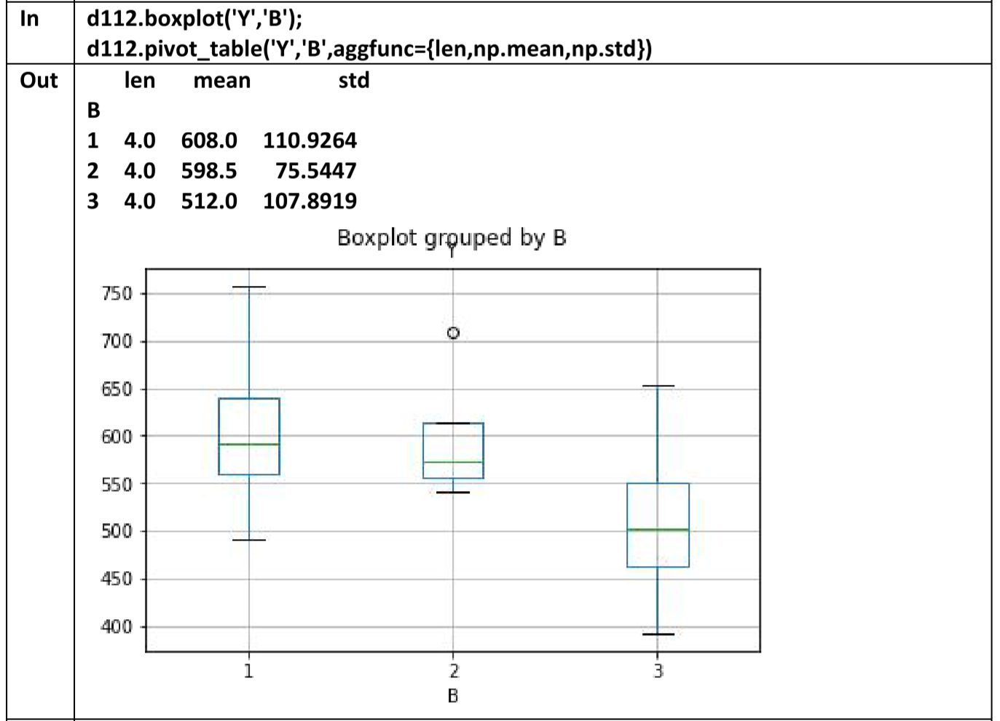 In d112.boxplot('Y','B');
d112.pivot_table('Y','B',aggfunc={len,np.mean,np.std})
Out len mean std
B
1 4.0 608.0 110.9264
2 4.0 598.5 75.5447
3 4.0 512.0 107.8919
Boxplot grouped by B
Y
750
700
650
600
550
500
450
400
1 2 3
B